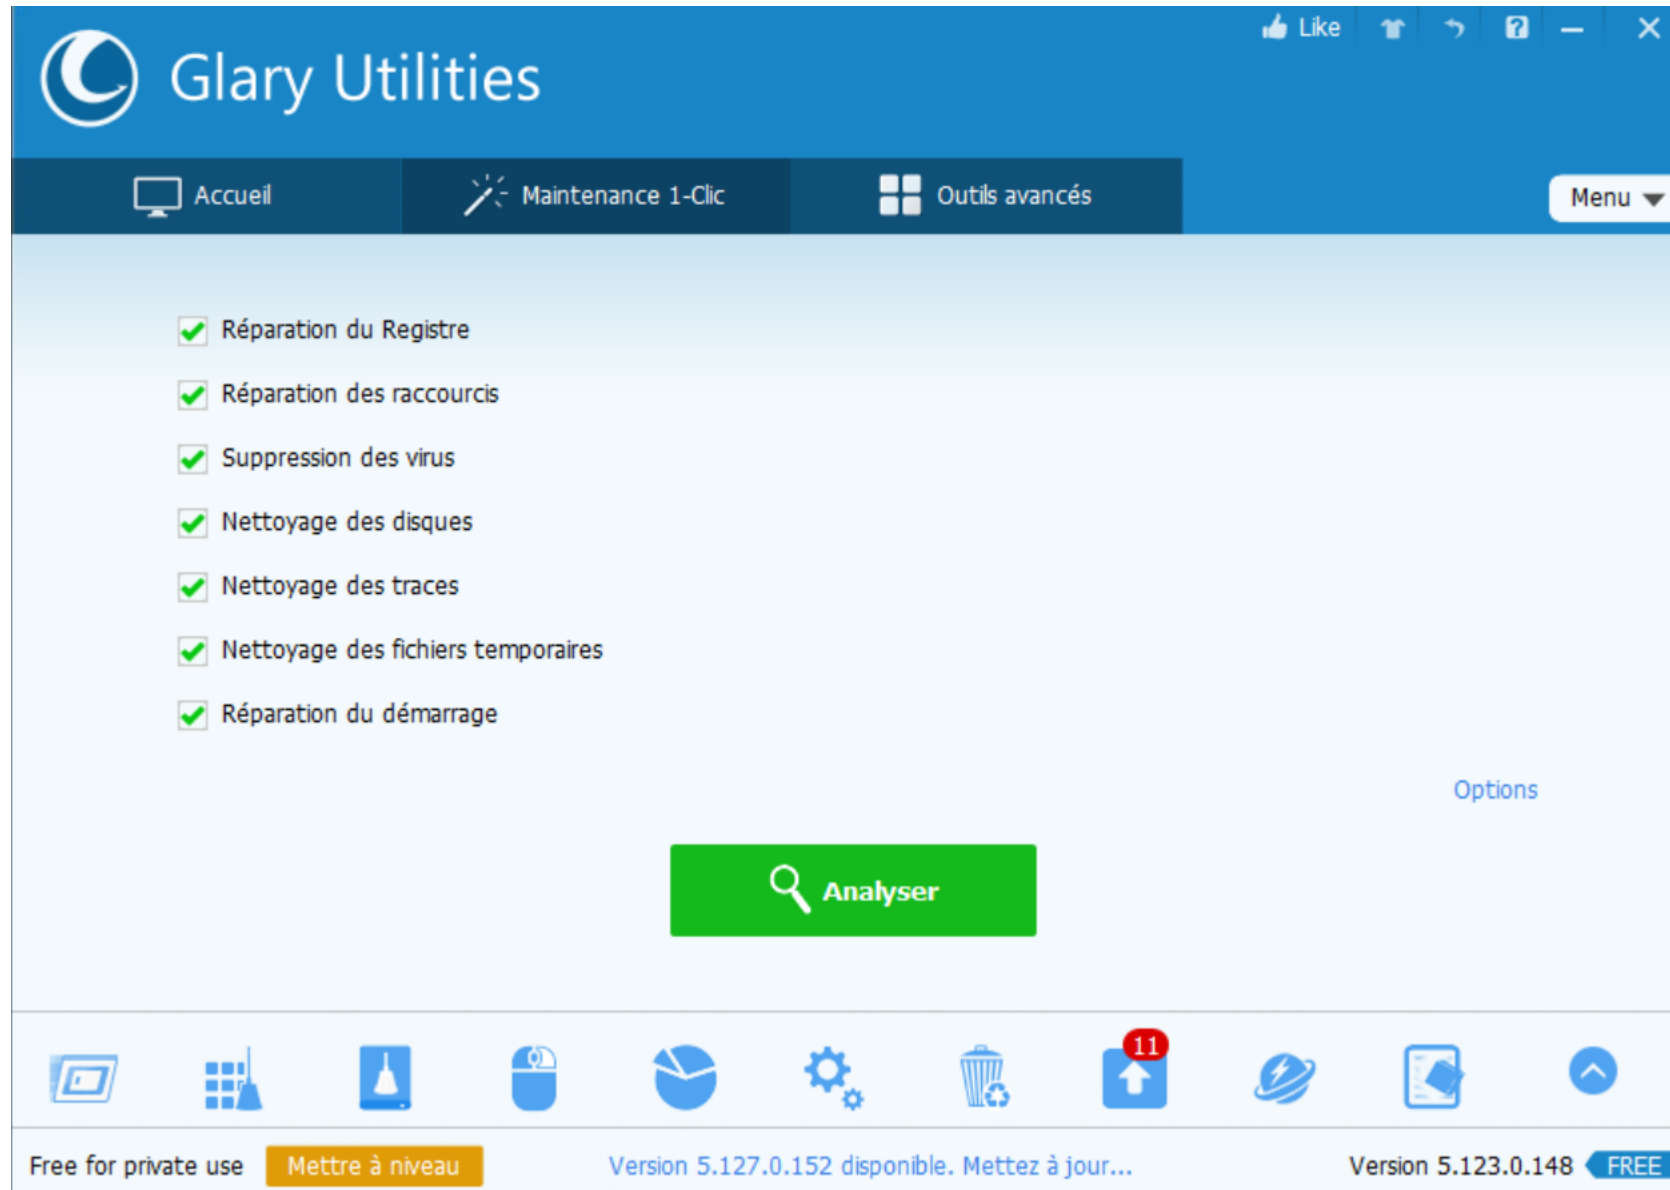 Like
Glary Utilities
Accueil
Maintenance 1-Clic
Outils avancés
Menu
Réparation du Registre
Réparation des raccourcis
Suppression des virus
Nettoyage des disques
Nettoyage des traces
Nettoyage des fichiers temporaires
Réparation du démarrage
Options
Analyser
11
Free for private use
Mettre à niveau
Version 5.127.0.152 disponible. Mettez à jour...
Version 5.123.0.148
FREE